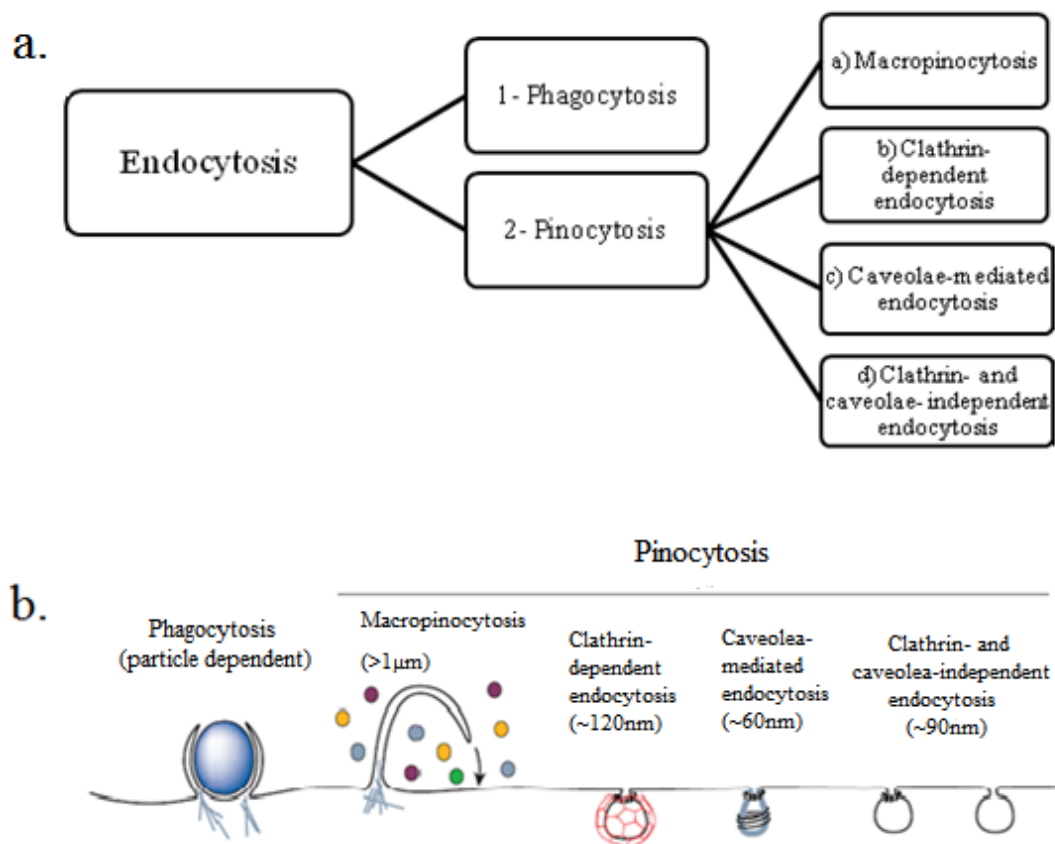 a.
Endocytosis
1- Phagocytosis
2- Pinocytosis
a) Macropinocytosis
b) Clathrin-
dependent
endocytosis
c) Caveolae-mediated
endocytosis
d) Clathrin- and
caveolae- independent
endocytosis
b.
Pinocytosis
Phagocytosis
(particle dependent)
Macropinocytosis
(>1µm)
Clathrin-
dependent
endocytosis
(~120nm)
Caveolea-
mediated
endocytosis
(~60nm)
Clathrin- and
caveolea-independent
endocytosis
(~90nm)